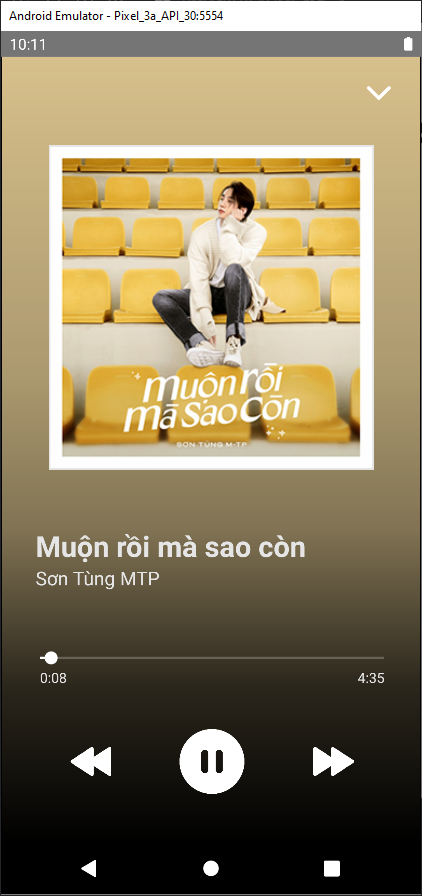 Android Emulator - Pixel_3a_API_30:5554
10:11
muộn rồi
mà sao còn
SƠN TÙNG M-TP
Muộn rồi mà sao còn
Sơn Tùng MTP
0:08
4:35